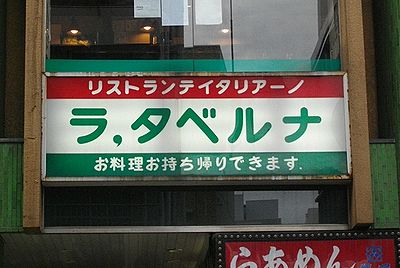 リストランテイタリアーノ
ラ,タベルナ
お料理お持ち帰りできます.
らあめん